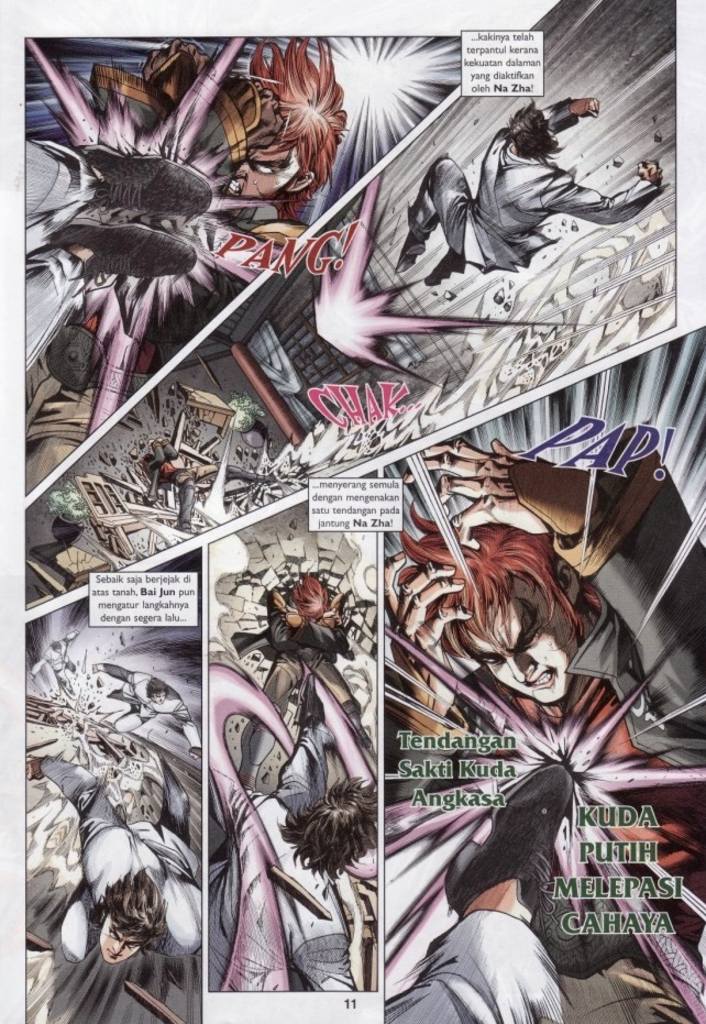 ...kakinya telah
terpantul kerana
kekuatan dalaman
yang diaktifkan
oleh Na Zha!
PANG!
CHAK...
PAP!
...menyerang semula
dengan mengenakan
satu tendangan pada
jantung Na Zha!
Sebaik saja berjejak di
atas tanah, Bai Jun pun
mengatur langkahnya
dengan segera lalu...
Tendangan
Sakti Kuda
Angkasa
KUDA
PUTIH
MELEPASI
CAHAYA
11